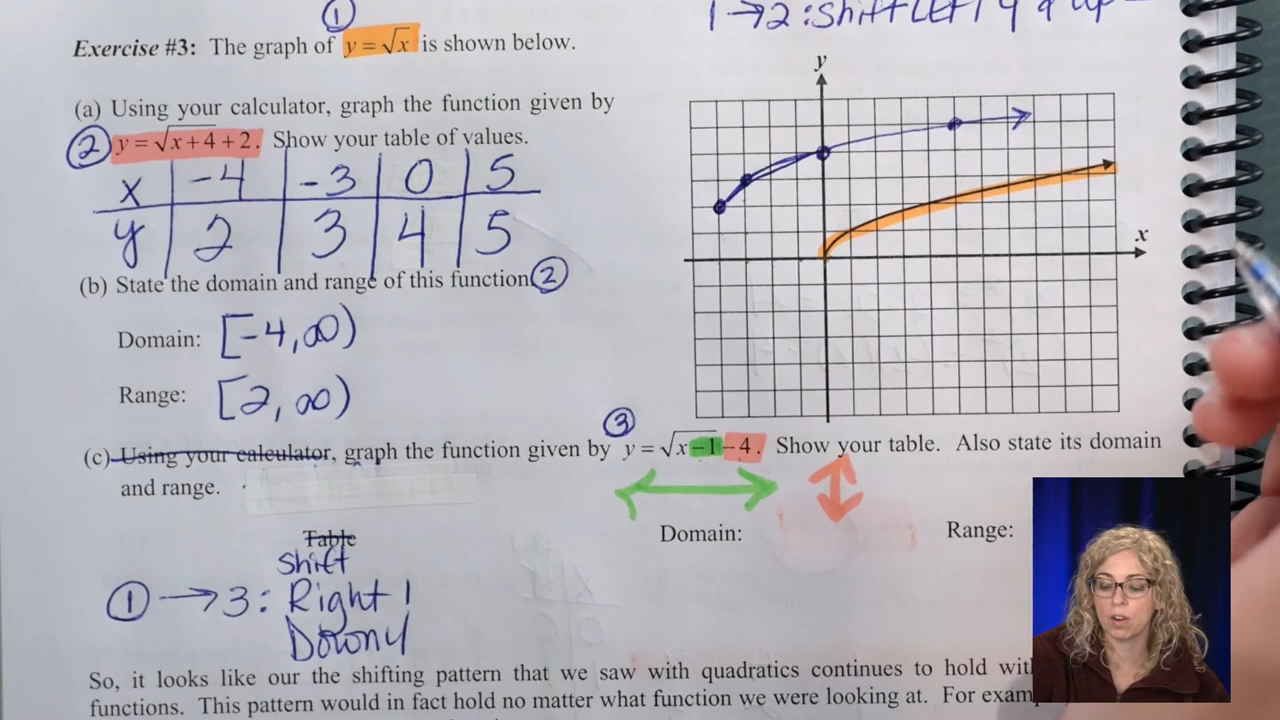 ①
1→2: Shift LEFT 4 & Up
Exercise #3: The graph of y = √x is shown below.
(a) Using your calculator, graph the function given by
② y = √x+4 + 2. Show your table of values.
x | -4 | -3 | 0 | 5
y | 2 | 3 | 4 | 5
y
x
(b) State the domain and range of this function. ②
Domain: [-4, ∞)
Range: [2, ∞)
③
(c) Using your calculator, graph the function given by y = √x-1 - 4. Show your table. Also state its domain
and range.
Domain:
Range:
Table
Shift
① → 3: Right 1
Down 4
So, it looks like our the shifting pattern that we saw with quadratics continues to hold
functions. This pattern would in fact hold no matter what function we were looking at. For